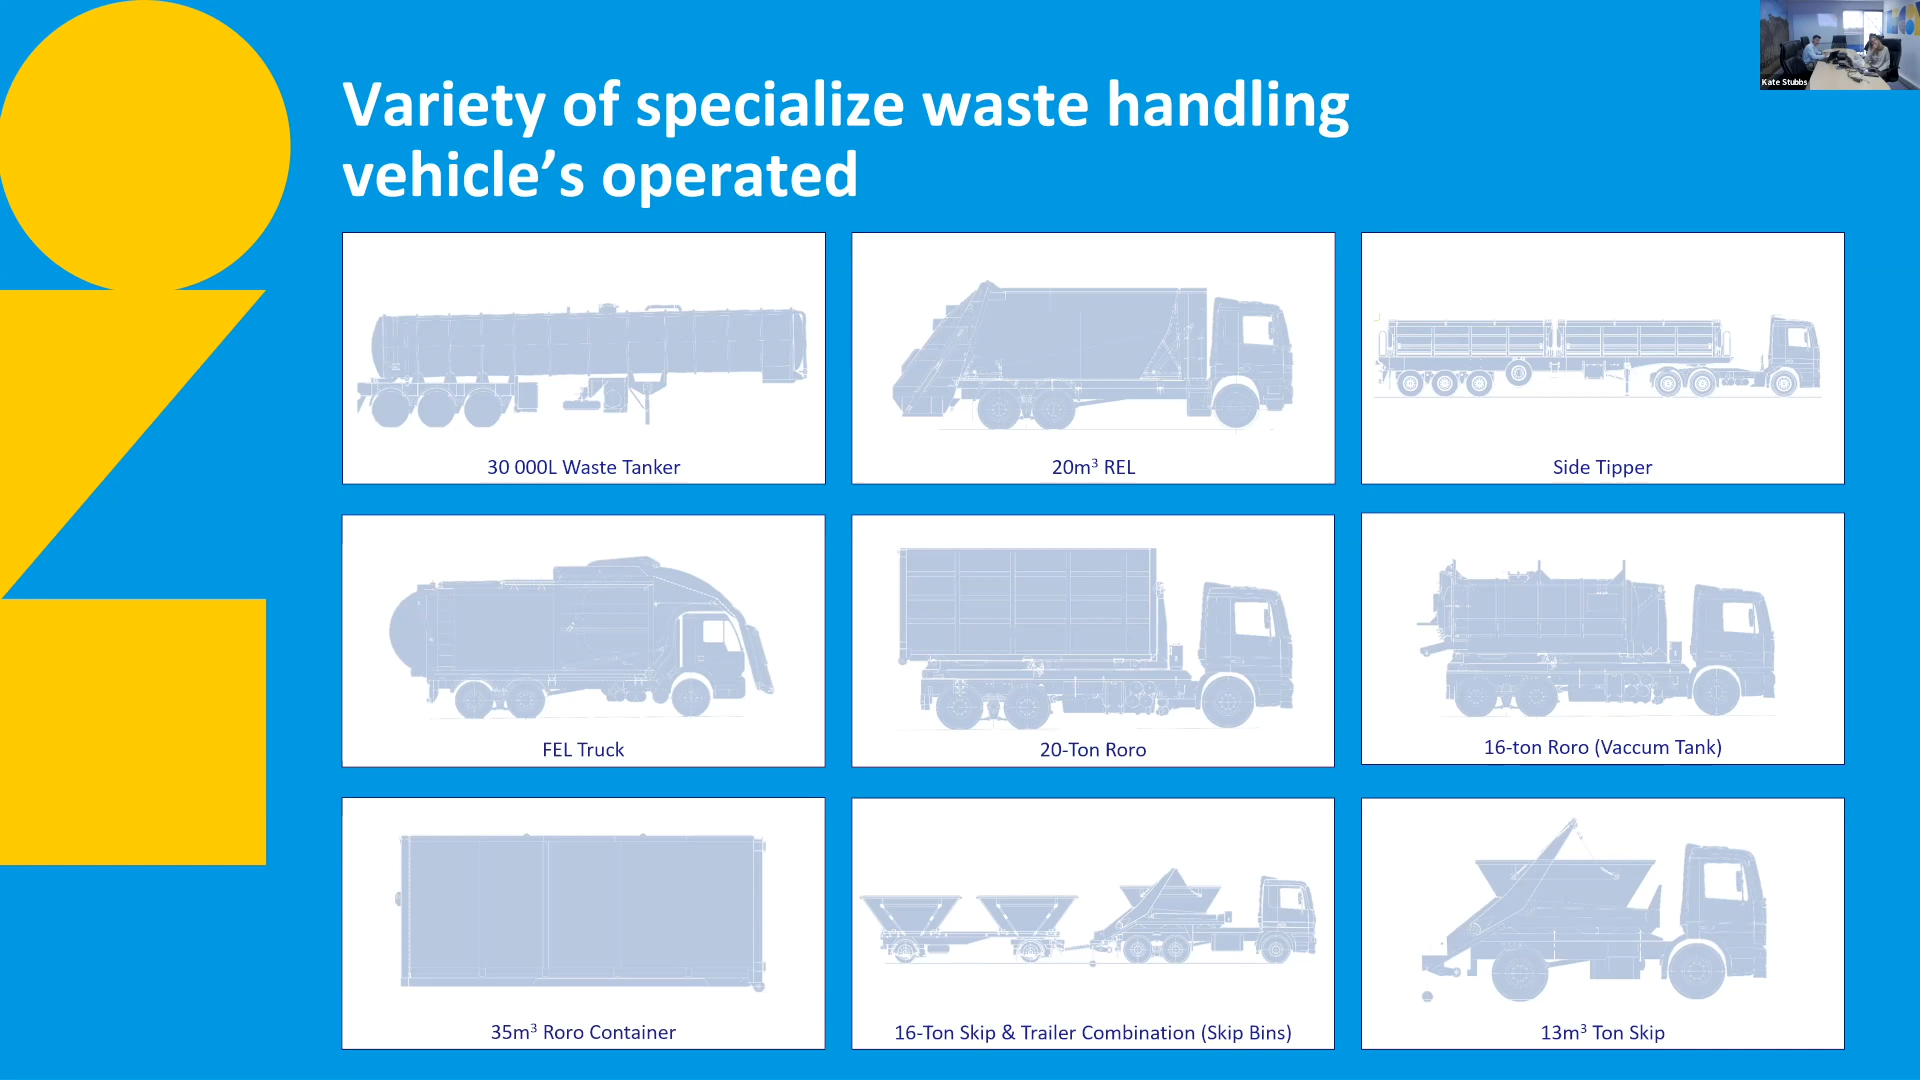 Variety of specialize waste handling
vehicle’s operated
Kate Stubbs
30 000L Waste Tanker
20m³ REL
Side Tipper
FEL Truck
20-Ton Roro
16-ton Roro (Vaccum Tank)
35m³ Roro Container
16-Ton Skip & Trailer Combination (Skip Bins)
13m³ Ton Skip